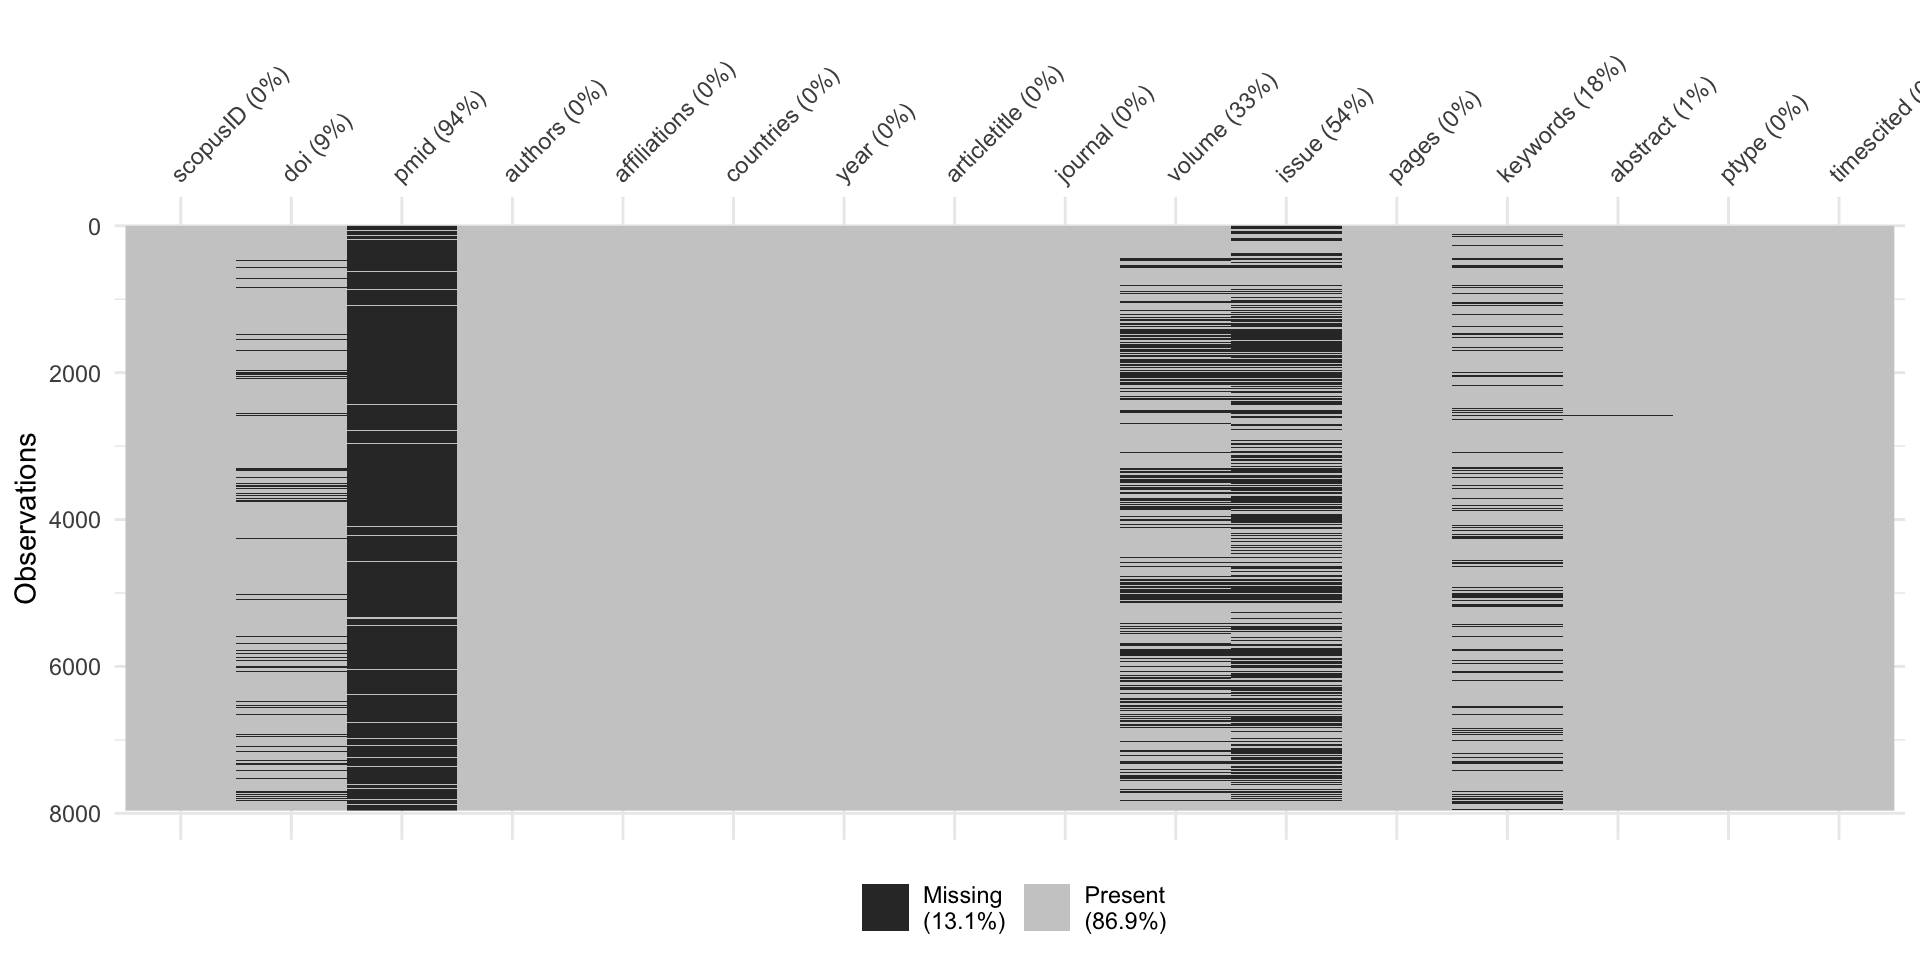 scopusID (0%)
doi (9%)
pmid (94%)
authors (0%)
affiliations (0%)
countries (0%)
year (0%)
articletitle (0%)
journal (0%)
volume (33%)
issue (54%)
pages (0%)
keywords (18%)
abstract (1%)
ptype (0%)
timescited
0
2000
4000
6000
8000
Observations
Missing
(13.1%)
Present
(86.9%)